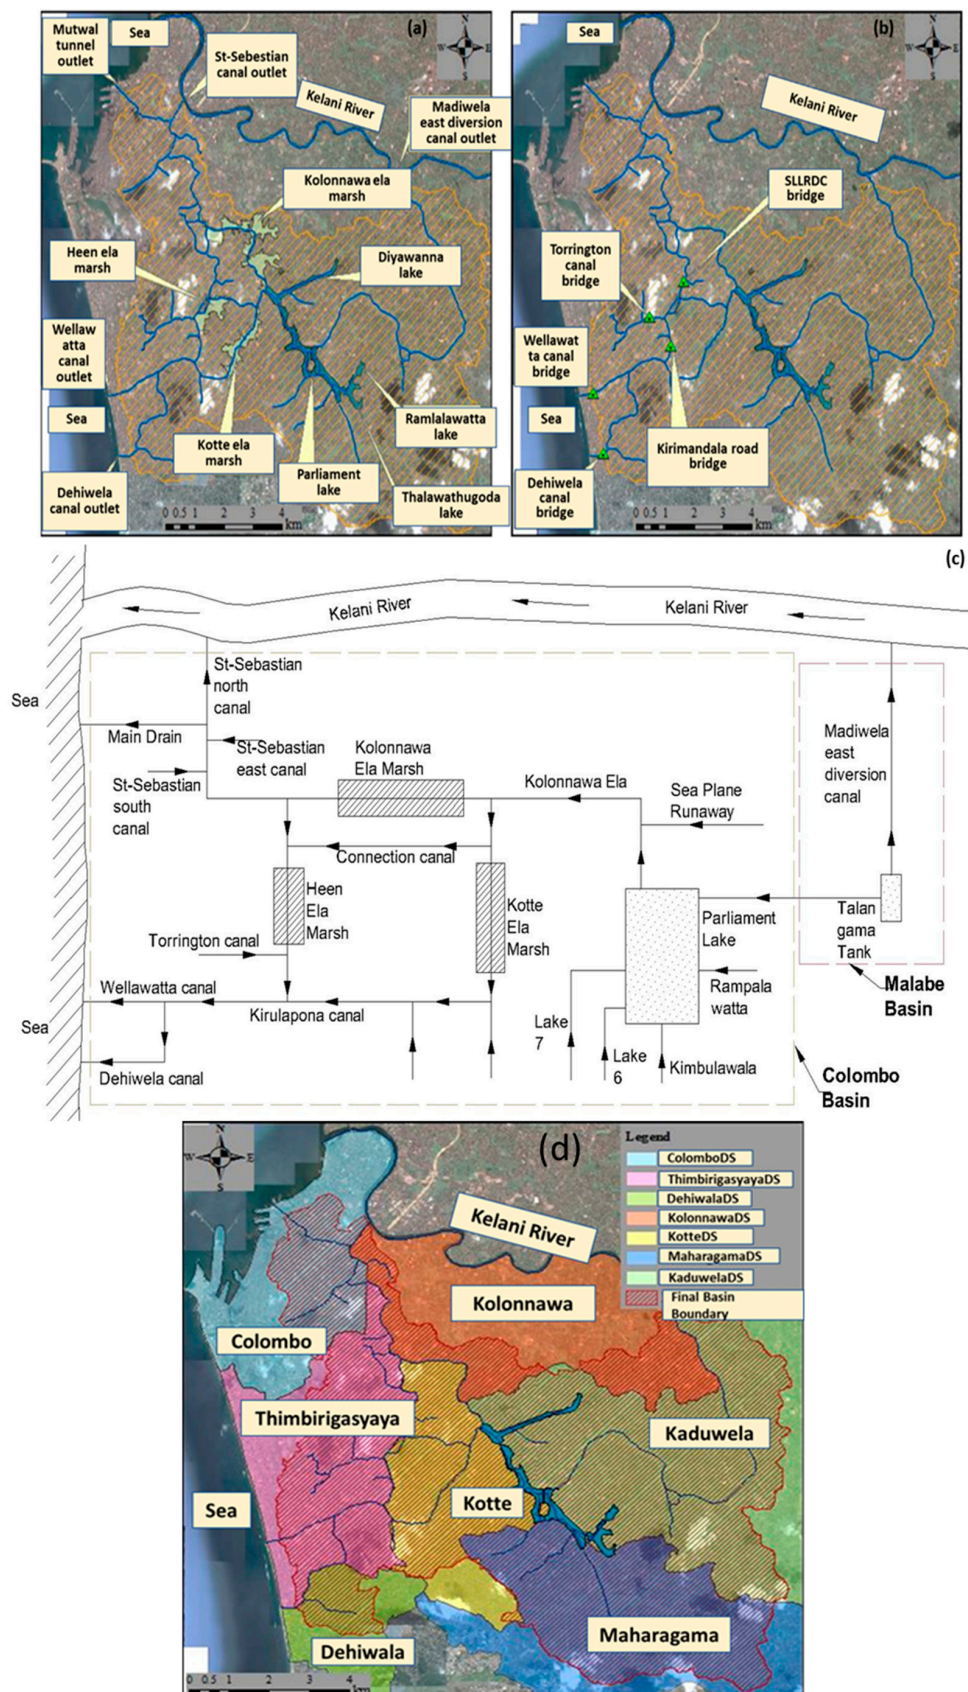 (a)
Mutwal
tunnel
outlet
Sea
St-Sebestian
canal outlet
Kelani River
Madiwela
east diversion
canal outlet
Kolonnawa ela
marsh
Heen ela
marsh
Diyawanna
lake
Wellaw
atta
canal
outlet
Sea
Kotte ela
marsh
Parliament
lake
Ramlalawatta
lake
Thalawathugoda
lake
Dehiwela
canal outlet
N
W E
S
0 0.5 1 2 3 4
km
(b)
Sea
Kelani River
SLLRDC
bridge
Torrington
canal
bridge
Wellawat
ta canal
bridge
Sea
Kirimandala road
bridge
Dehiwela
canal
bridge
N
W E
S
0 0.5 1 2 3 4
km
(c)
Kelani River
Kelani River
Sea
St-Sebastian
north
canal
Main Drain
St-Sebastian
east canal
St-Sebastian
south
canal
Kolonnawa
Ela Marsh
Kolonnawa Ela
Sea Plane
Runaway
Madiwela
east
diversion
canal
Connection canal
Heen
Ela
Marsh
Kotte
Ela
Marsh
Parliament
Lake
Talan
gama
Tank
Torrington canal
Wellawatta canal
Kirulapona canal
Rampala
watta
Malabe
Basin
Sea
Dehiwela canal
Lake
7
Lake
6
Kimbulawala
Colombo
Basin
(d)
N
W E
S
Legend
ColomboDS
ThimbirigasyayaDS
DehiwalaDS
KolonnawaDS
KotteDS
MaharagamaDS
KaduwelaDS
Final Basin
Boundary
Kelani River
Kolonnawa
Colombo
Thimbirigasyaya
Kaduwela
Sea
Kotte
Maharagama
Dehiwala
0 0.5 1 2 3 4
km